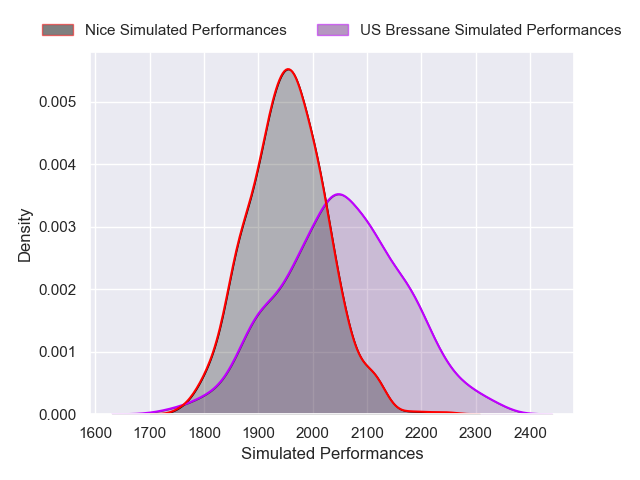 Nice Simulated Performances US Bressane Simulated Performances
0.005
0.004
0.003
0.002
0.001
0.000
Density
1600 1700 1800 1900 2000 2100 2200 2300 2400
Simulated Performances